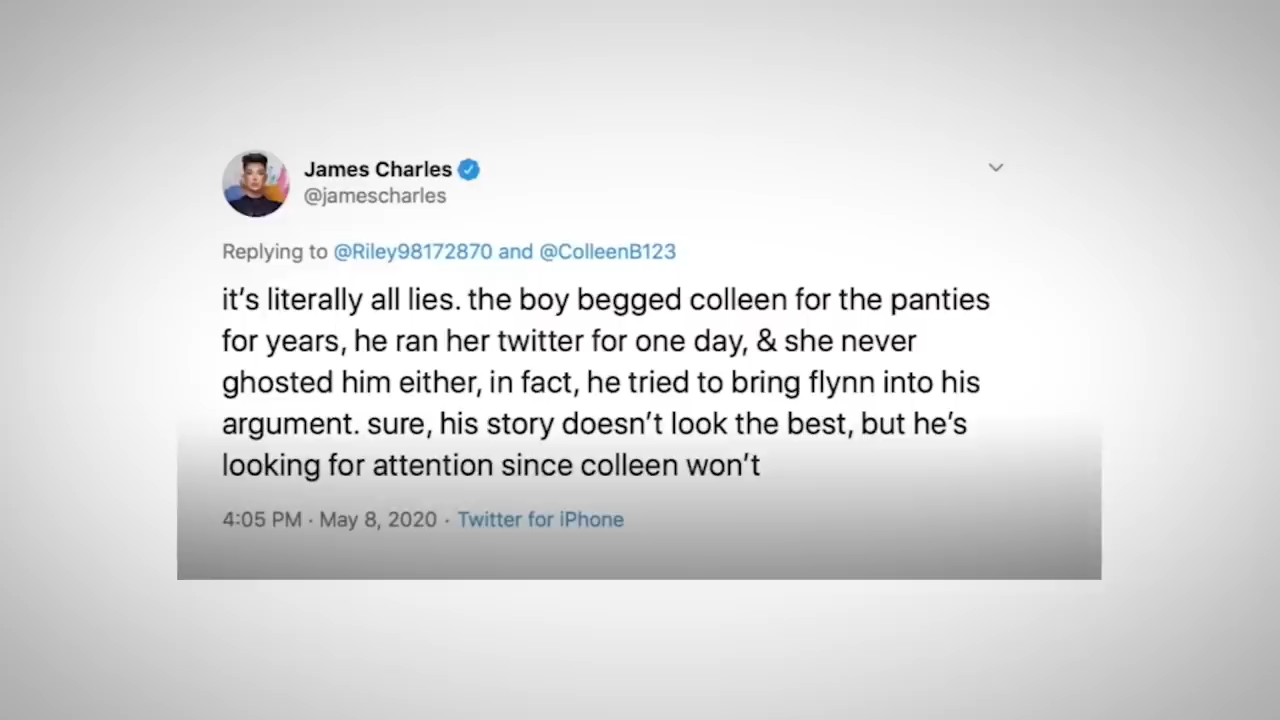 James Charles
@jamescharles
Replying to @Riley98172870 and @ColleenB123
it’s literally all lies. the boy begged colleen for the panties
for years, he ran her twitter for one day, & she never
ghosted him either, in fact, he tried to bring flynn into his
argument. sure, his story doesn’t look the best, but he’s
looking for attention since colleen won’t
4:05 PM · May 8, 2020 · Twitter for iPhone